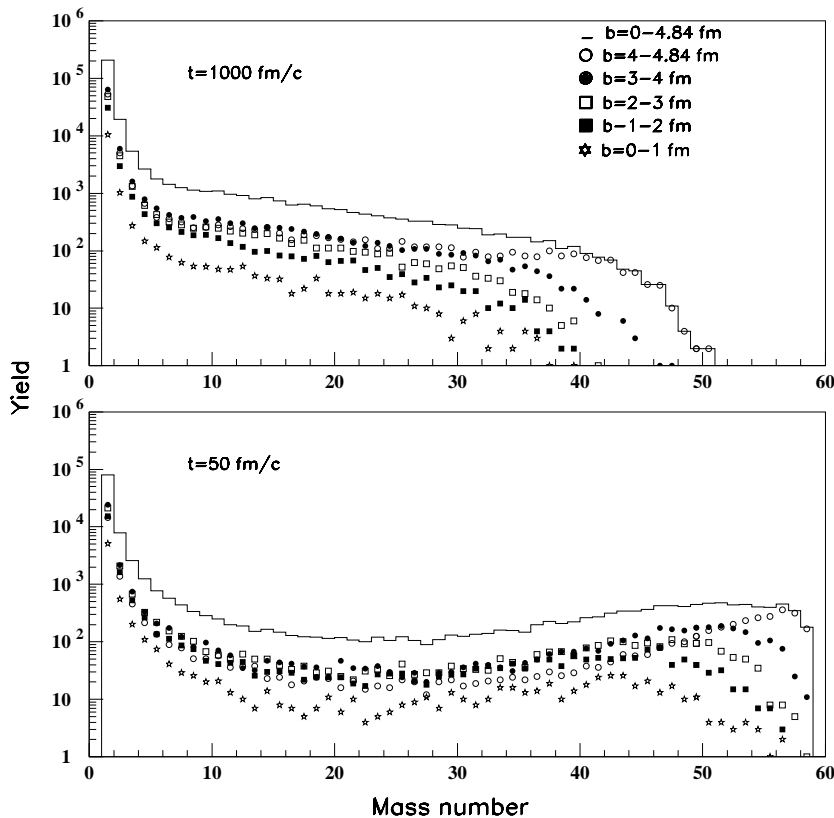 10^6
10^5
10^4
10^3
10^2
10
1
t=1000 fm/c
b=0−4.84 fm
b=4−4.84 fm
b=3−4 fm
b=2−3 fm
b−1−2 fm
b=0−1 fm
0 10 20 30 40 50 60
Yield
10^6
10^5
10^4
10^3
10^2
10
1
t=50 fm/c
0 10 20 30 40 50 60
Mass number